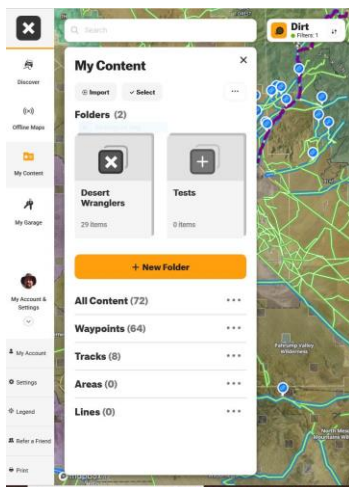 Search
Dirt
Filters: 1
Discover
Offline Maps
My Content
My Garage
My Account &
Settings
My Account
Settings
Legend
Refer a Friend
Print
My Content
Import
Select
Folders (2)
Desert
Wranglers
29 items
Tests
0 items
+ New Folder
All Content (72)
Waypoints (64)
Tracks (8)
Areas (0)
Lines (0)
Pahrump Valley
Wilderness
mapbox